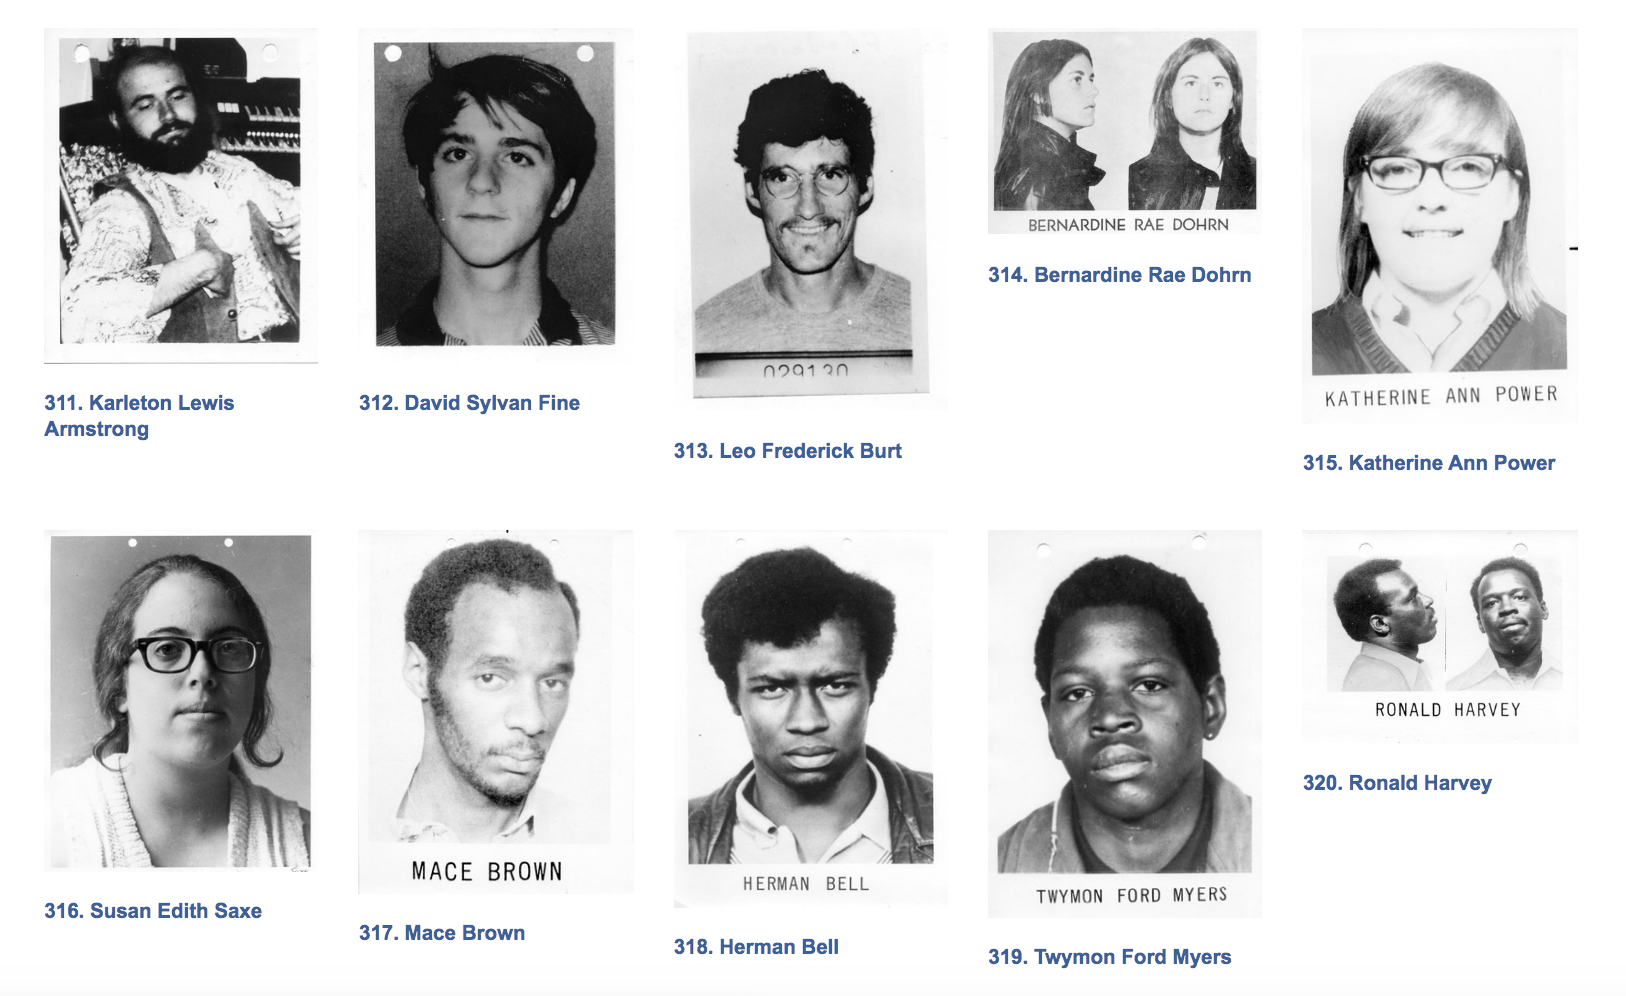 029130
BERNARDINE RAE DOHRN
314. Bernardine Rae Dohrn
KATHERINE ANN POWER
311. Karleton Lewis
Armstrong
312. David Sylvan Fine
313. Leo Frederick Burt
315. Katherine Ann Power
RONALD HARVEY
320. Ronald Harvey
MACE BROWN
HERMAN BELL
TWYMON FORD MYERS
316. Susan Edith Saxe
317. Mace Brown
318. Herman Bell
319. Twymon Ford Myers